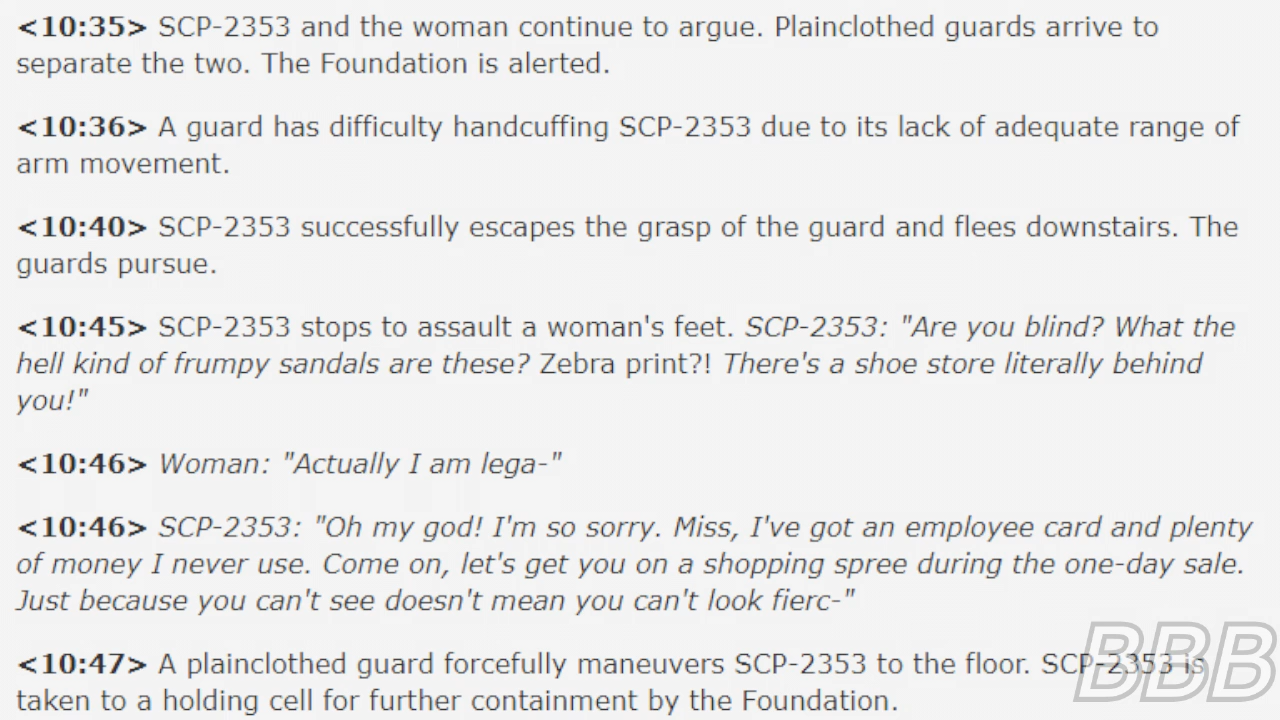 <10:35> SCP-2353 and the woman continue to argue. Plainclothed guards arrive to
separate the two. The Foundation is alerted.
<10:36> A guard has difficulty handcuffing SCP-2353 due to its lack of adequate range of
arm movement.
<10:40> SCP-2353 successfully escapes the grasp of the guard and flees downstairs. The
guards pursue.
<10:45> SCP-2353 stops to assault a woman's feet. SCP-2353: "Are you blind? What the
hell kind of frumpy sandals are these? Zebra print?! There's a shoe store literally behind
you!"
<10:46> Woman: "Actually I am lega-"
<10:46> SCP-2353: "Oh my god! I'm so sorry. Miss, I've got an employee card and plenty
of money I never use. Come on, let's get you on a shopping spree during the one-day sale.
Just because you can't see doesn't mean you can't look fierc-"
<10:47> A plainclothed guard forcefully maneuvers SCP-2353 to the floor. SCP-2353 is
taken to a holding cell for further containment by the Foundation.
BBB